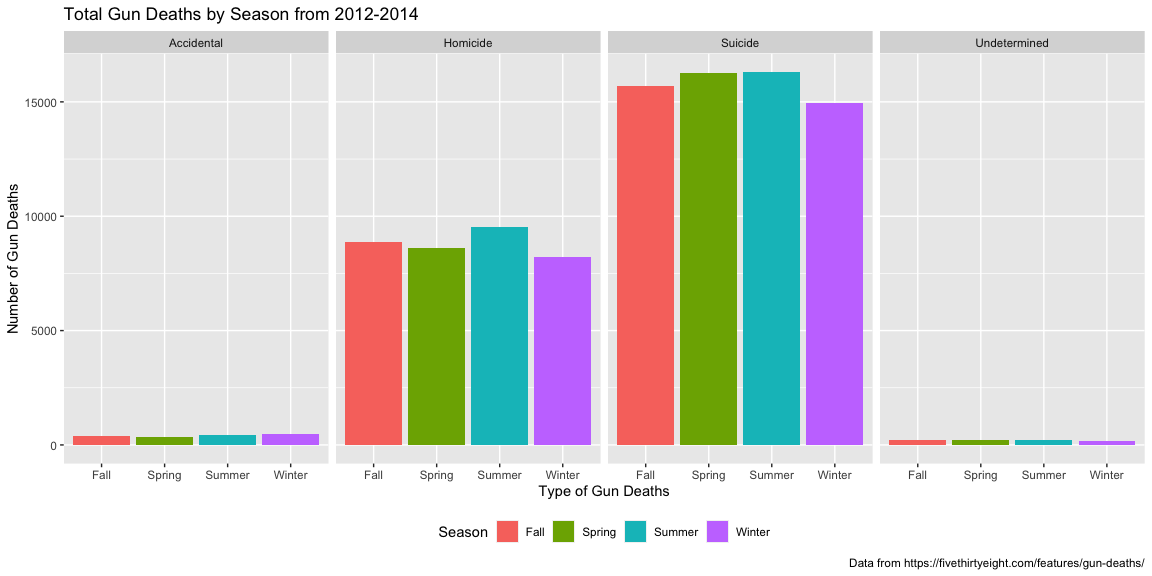 Total Gun Deaths by Season from 2012-2014
Accidental Homicide Suicide Undetermined
Number of Gun Deaths
15000
10000
5000
0
Fall Spring Summer Winter Fall Spring Summer Winter Fall Spring Summer Winter Fall Spring Summer Winter
Type of Gun Deaths
Season Fall Spring Summer Winter
Data from https://fivethirtyeight.com/features/gun-deaths/